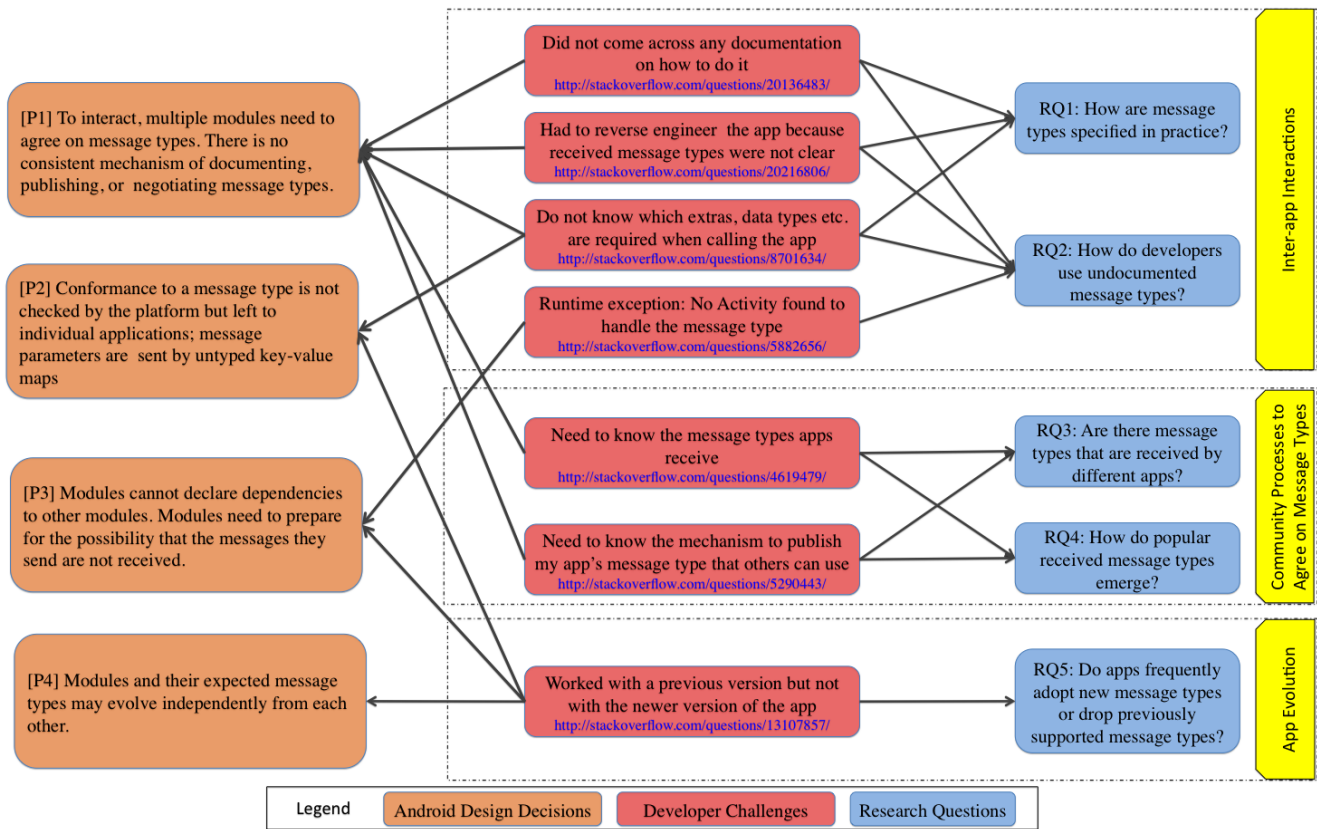 [P1] To interact, multiple modules need to
agree on message types. There is no
consistent mechanism of documenting,
publishing, or negotiating message types.
[P2] Conformance to a message type is not
checked by the platform but left to
individual applications; message
parameters are sent by untyped key-value
maps
[P3] Modules cannot declare dependencies
to other modules. Modules need to prepare
for the possibility that the messages they
send are not received.
[P4] Modules and their expected message
types may evolve independently from each
other.
Did not come across any documentation
on how to do it
http://stackoverflow.com/questions/20136483/
Had to reverse engineer the app because
received message types were not clear
http://stackoverflow.com/questions/20216806/
Do not know which extras, data types etc.
are required when calling the app
http://stackoverflow.com/questions/8701634/
Runtime exception: No Activity found to
handle the message type
http://stackoverflow.com/questions/5882656/
Need to know the message types apps
receive
http://stackoverflow.com/questions/4619479/
Need to know the mechanism to publish
my app's message type that others can use
http://stackoverflow.com/questions/5290443/
Worked with a previous version but not
with the newer version of the app
http://stackoverflow.com/questions/13107857/
RQ1: How are message
types specified in practice?
RQ2: How do developers
use undocumented
message types?
RQ3: Are there message
types that are received by
different apps?
RQ4: How do popular
received message types
emerge?
RQ5: Do apps frequently
adopt new message types
or drop previously
supported message types?
Inter-app Interactions
Community Processes to
Agree on Message Types
App Evolution
Legend
Android Design Decisions
Developer Challenges
Research Questions